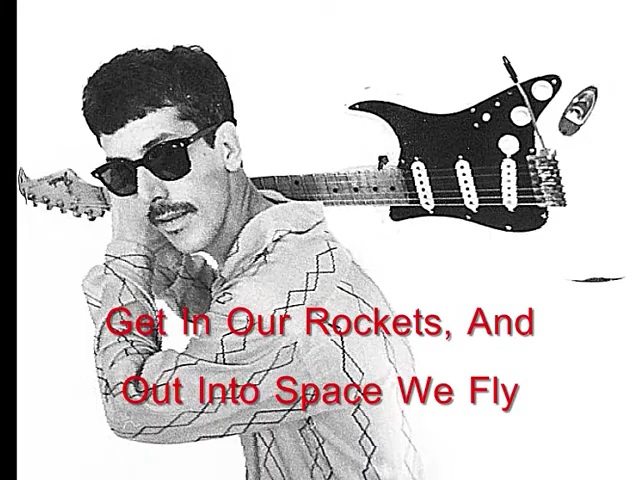 Get In Our Rockets, And
Out Into Space We Fly